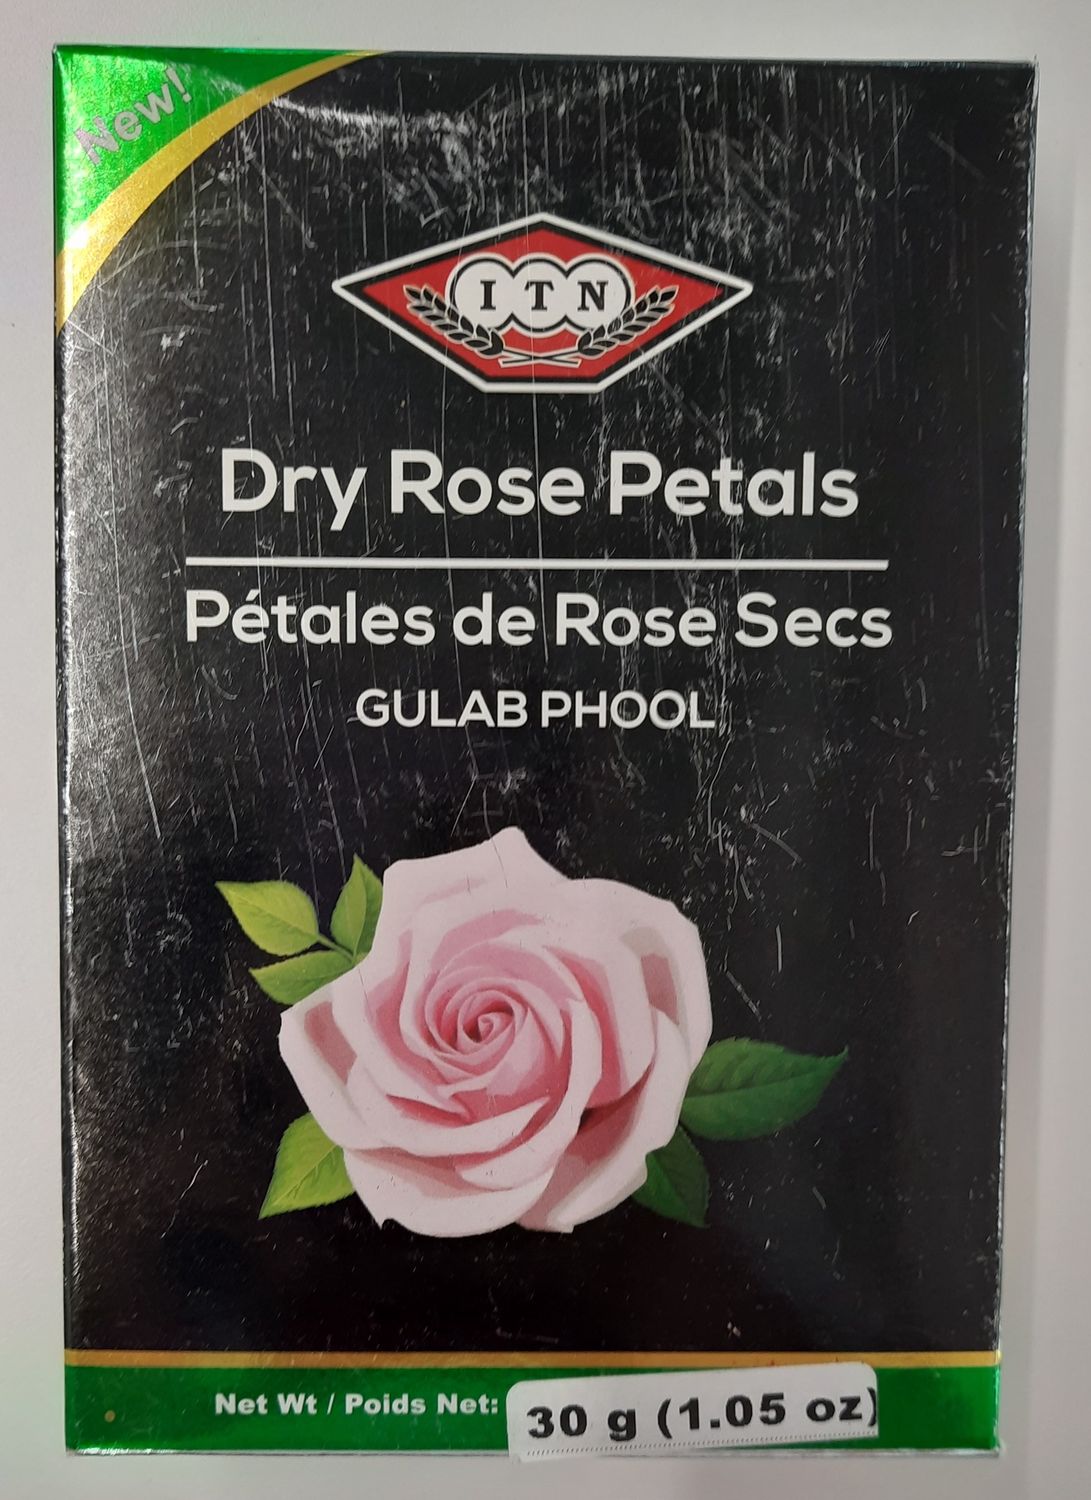 New!
ITN
Dry Rose Petals
Pétales de Rose Secs
GULAB PHOOL
Net Wt / Poids Net: 30 g (1.05 oz)